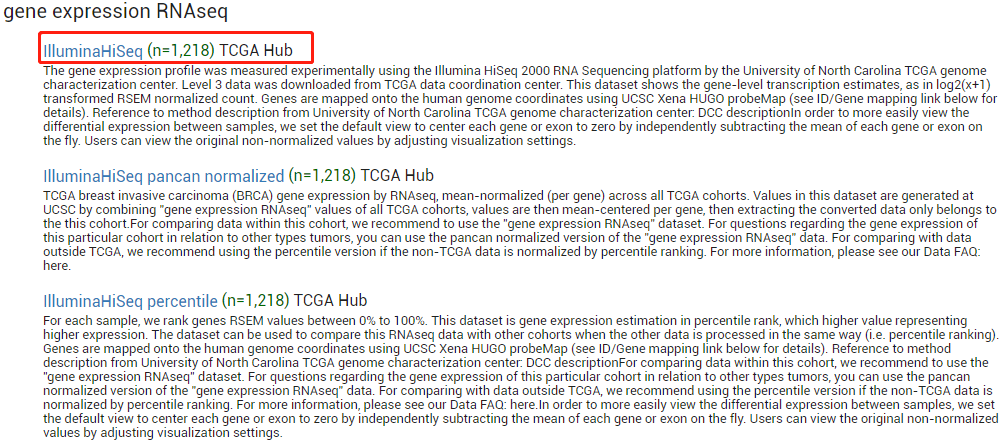 gene expression RNAseq
IlluminaHiSeq (n=1,218) TCGA Hub
The gene expression profile was measured experimentally using the Illumina HiSeq 2000 RNA Sequencing platform by the University of North Carolina TCGA genome
characterization center. Level 3 data was downloaded from TCGA data coordination center. This dataset shows the gene-level transcription estimates, as in log2(x+1)
transformed RSEM normalized count. Genes are mapped onto the human genome coordinates using UCSC Xena HUGO probeMap (see ID/Gene mapping link below for
details). Reference to method description from University of North Carolina TCGA genome characterization center: DCC descriptionIn order to more easily view the
differential expression between samples, we set the default view to center each gene or exon to zero by independently subtracting the mean of each gene or exon on
the fly. Users can view the original non-normalized values by adjusting visualization settings.
IlluminaHiSeq pancan normalized (n=1,218) TCGA Hub
TCGA breast invasive carcinoma (BRCA) gene expression by RNAseq, mean-normalized (per gene) across all TCGA cohorts. Values in this dataset are generated at
UCSC by combining "gene expression RNAseq" values of all TCGA cohorts, values are then mean-centered per gene, then extracting the converted data only belongs to
the this cohort.For comparing data within this cohort, we recommend to use the "gene expression RNAseq" dataset. For questions regarding the gene expression of
this particular cohort in relation to other types tumors, you can use the pancan normalized version of the "gene expression RNAseq" data. For comparing with data
outside TCGA, we recommend using the percentile version if the non-TCGA data is normalized by percentile ranking. For more information, please see our Data FAQ:
here.
IlluminaHiSeq percentile (n=1,218) TCGA Hub
For each sample, we rank genes RSEM values between 0% to 100%. This dataset is gene expression estimation in percentile rank, which higher value representing
higher expression. The dataset can be used to compare this RNAseq data with other cohorts when the other data is processed in the same way (i.e. percentile ranking).
Genes are mapped onto the human genome coordinates using UCSC Xena HUGO probeMap (see ID/Gene mapping link below for details). Reference to method
description from University of North Carolina TCGA genome characterization center: DCC descriptionFor comparing data within this cohort, we recommend to use the
"gene expression RNAseq" dataset. For questions regarding the gene expression of this particular cohort in relation to other types tumors, you can use the pancan
normalized version of the "gene expression RNAseq" data. For comparing with data outside TCGA, we recommend using the percentile version if the non-TCGA data is
normalized by percentile ranking. For more information, please see our Data FAQ: here.In order to more easily view the differential expression between samples, we set
the default view to center each gene or exon to zero by independently subtracting the mean of each gene or exon on the fly. Users can view the original non-normalized
values by adjusting visualization settings.